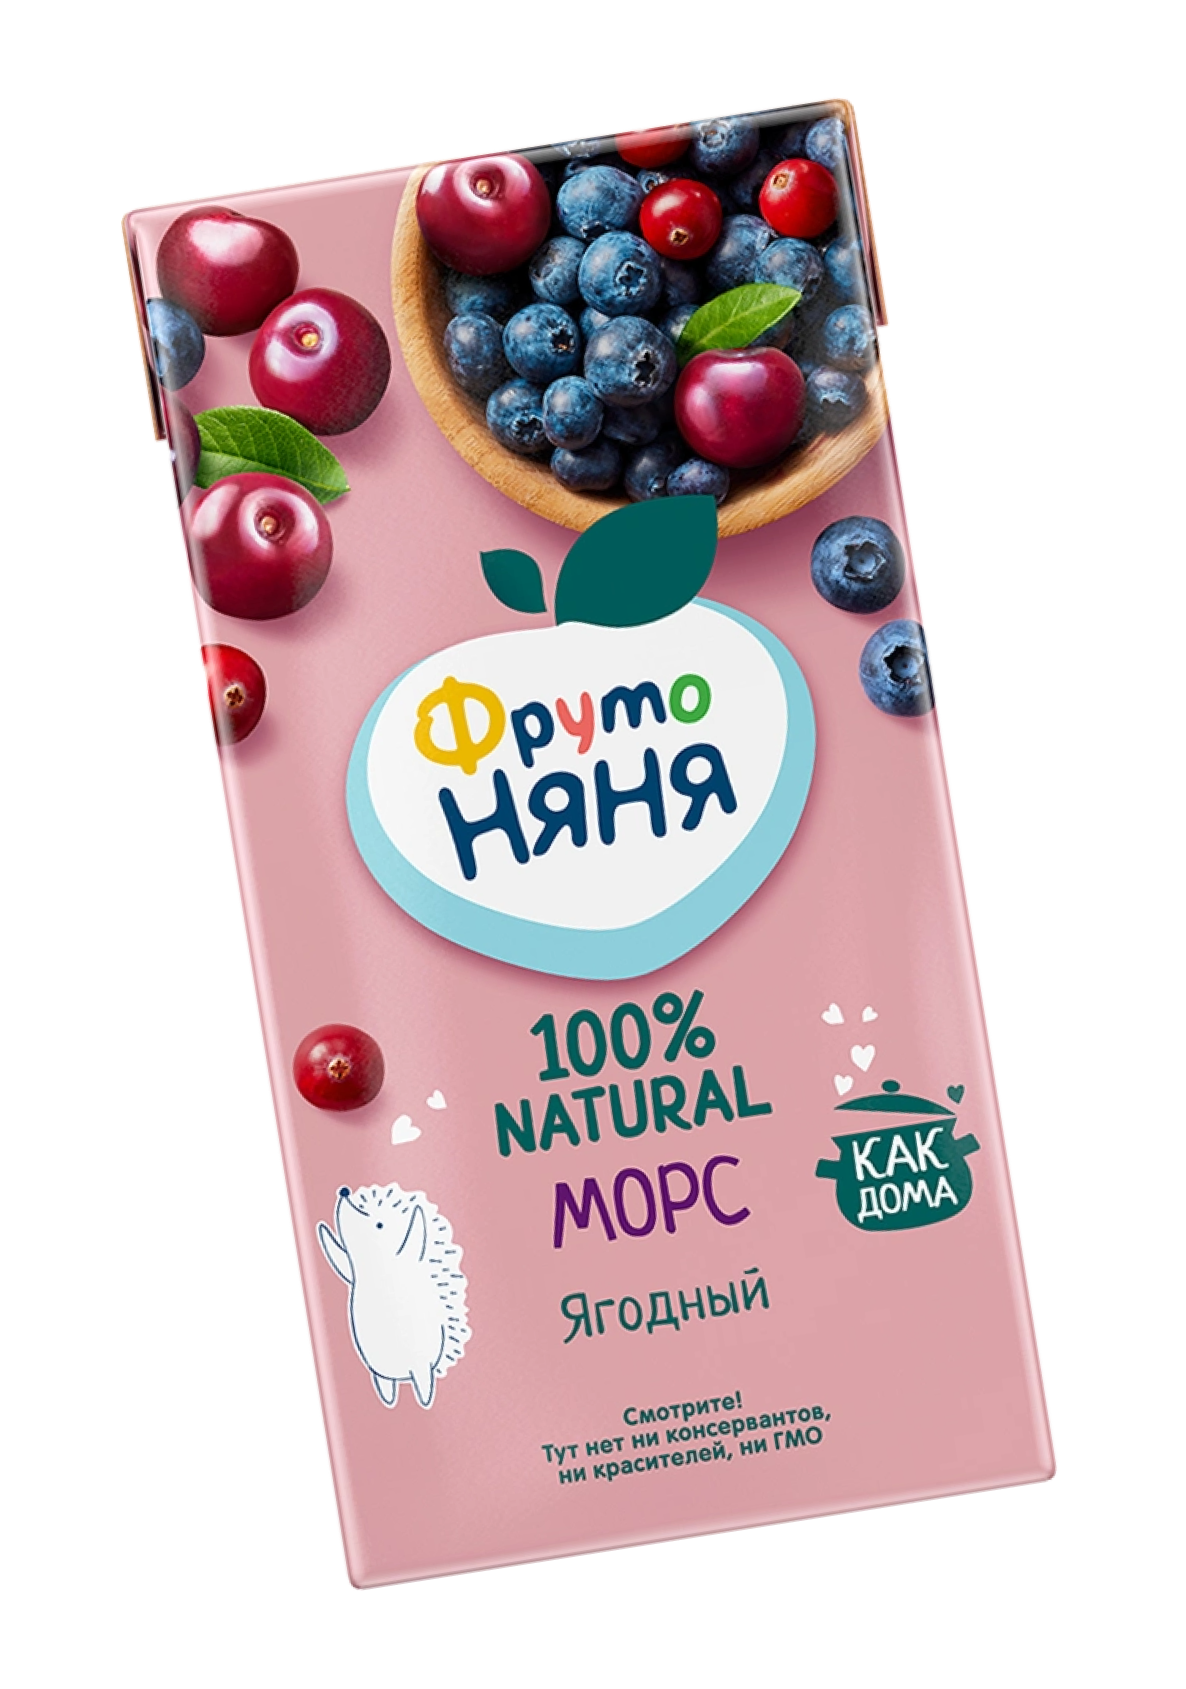 Фруто
НЯНЯ
100%
NATURAL
МОРС
Ягодный
КАК
ДОМА
Смотрите!
Тут нет ни консервантов,
ни красителей, ни ГМО